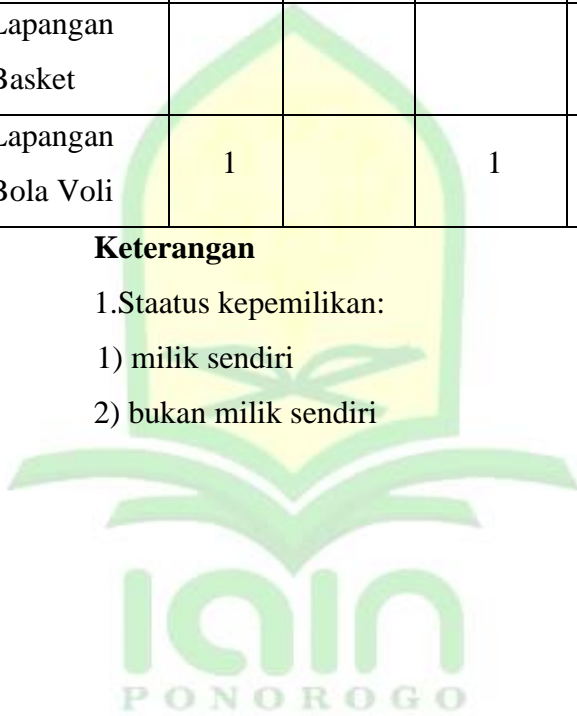 Lapangan
Basket
Lapangan
Bola Voli
1
1
Keterangan
1.Staatus kepemilikan:
1) milik sendiri
2) bukan milik sendiri
IAIN
PONOROGO